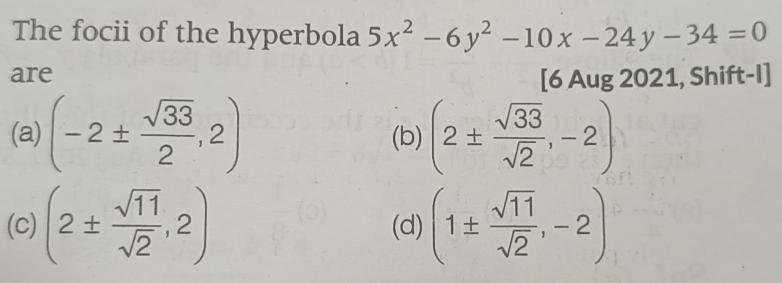 The focii of the hyperbola 5x² – 6y² – 10x – 24y – 34 = 0
are [6 Aug 2021, Shift-I]
(a) (– 2 ± √33/2, 2) (b) (2 ± √33/√2, – 2)
(c) (2 ± √11/√2, 2) (d) (1 ± √11/√2, – 2)